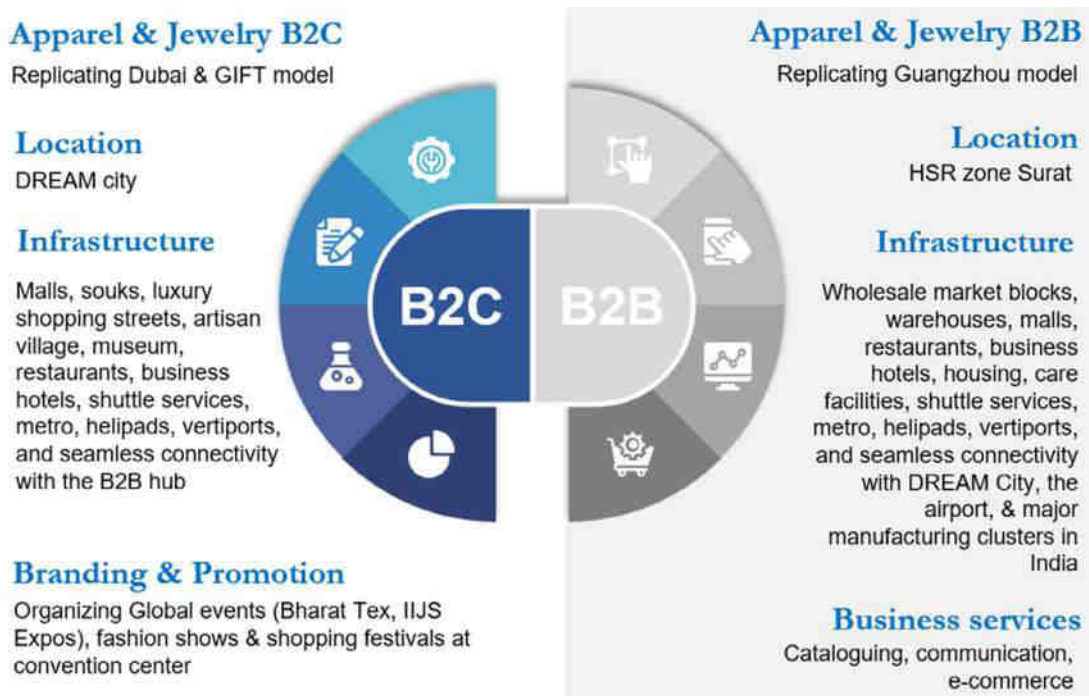 Apparel & Jewelry B2C
Replicating Dubai & GIFT model
Location
DREAM city
Infrastructure
Malls, souks, luxury
shopping streets, artisan
village, museum,
restaurants, business
hotels, shuttle services,
metro, helipads, vertiports,
and seamless connectivity
with the B2B hub
Branding & Promotion
Organizing Global events (Bharat Tex, IIJS
Expos), fashion shows & shopping festivals at
convention center
B2C
B2B
Apparel & Jewelry B2B
Replicating Guangzhou model
Location
HSR zone Surat
Infrastructure
Wholesale market blocks,
warehouses, malls,
restaurants, business
hotels, housing, care
facilities, shuttle services,
metro, helipads, vertiports,
and seamless connectivity
with DREAM City, the
airport, & major
manufacturing clusters in
India
Business services
Cataloguing, communication,
e-commerce